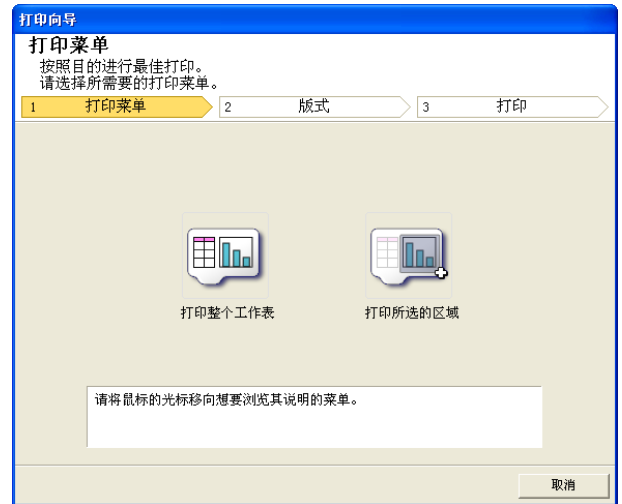 打印向导
打印菜单
按照目的进行最佳打印。
请选择所需要的打印菜单。
1 打印菜单 2 版式 3 打印
打印整个工作表 打印所选的区域
请将鼠标的光标移向想要浏览其说明的菜单。
取消